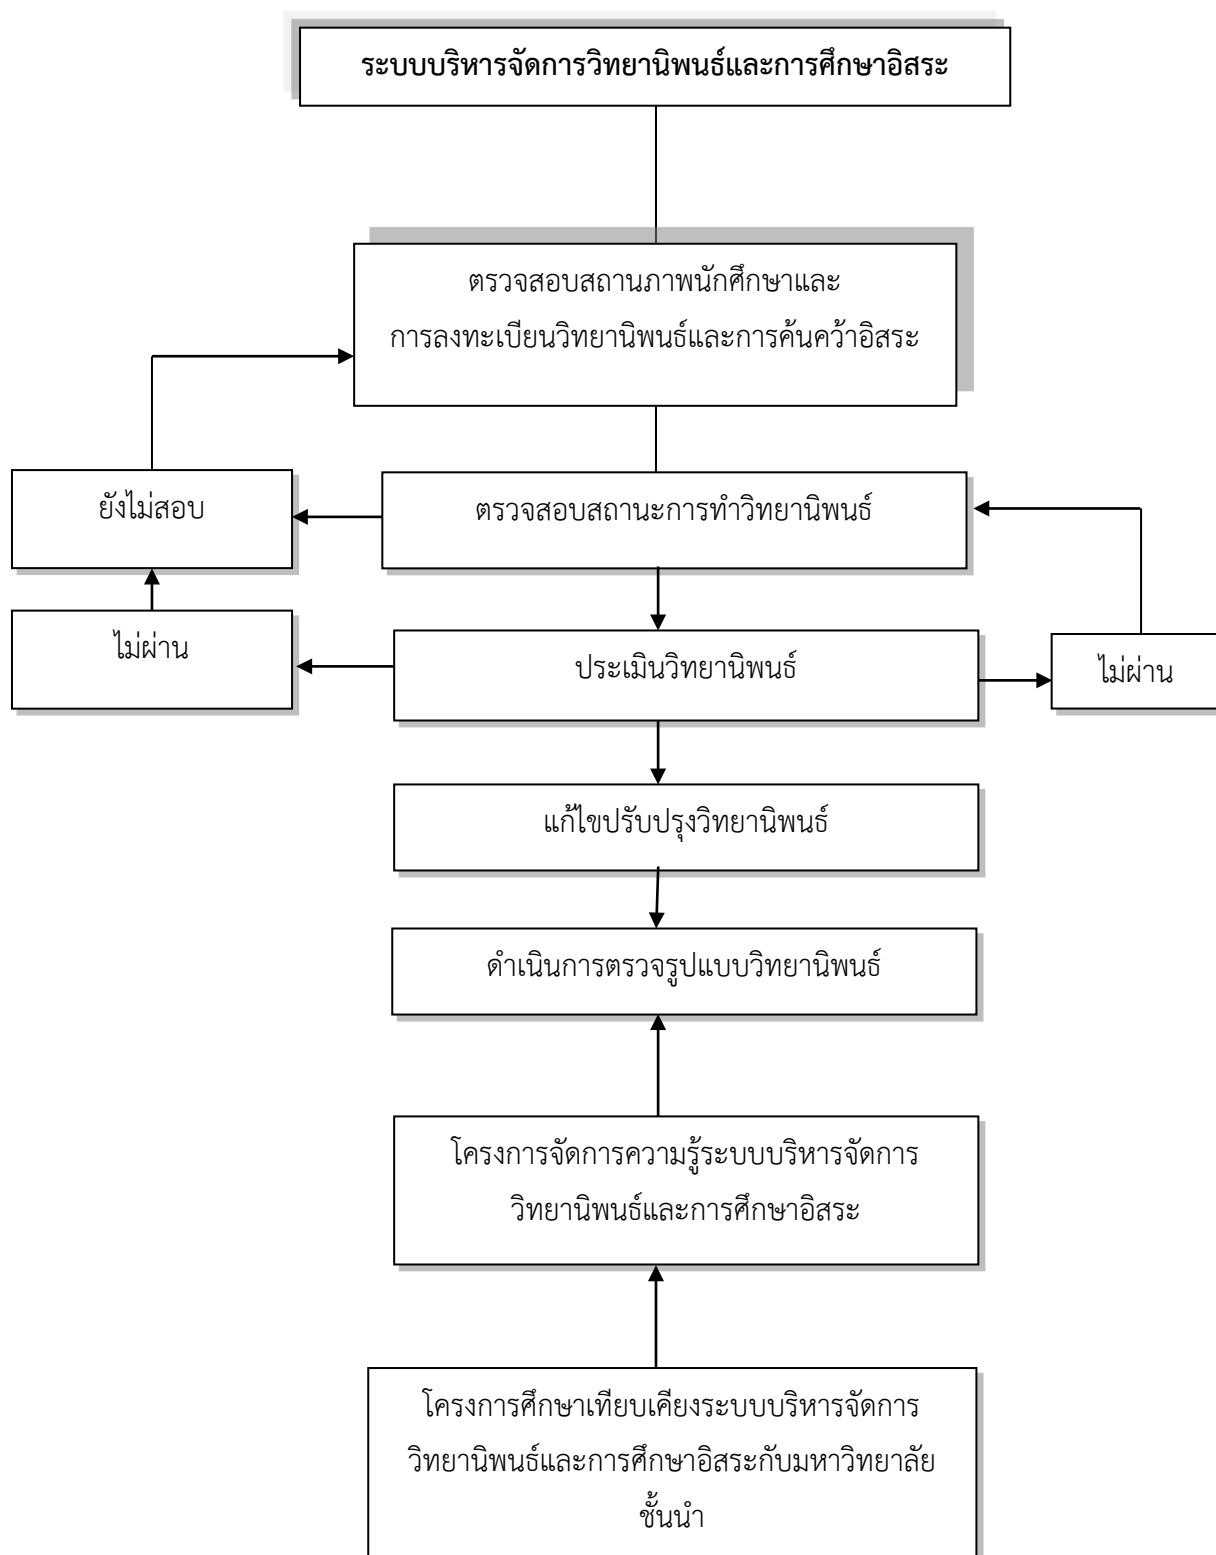 ระบบบริหารจัดการวิทยานิพนธ์และการศึกษาอิสระ
ตรวจสอบสถานภาพนักศึกษาและ
การลงทะเบียนวิทยานิพนธ์และการค้นคว้าอิสระ
ยังไม่สอบ
ตรวจสอบสถานะการทำวิทยานิพนธ์
ไม่ผ่าน
ประเมินวิทยานิพนธ์
ไม่ผ่าน
แก้ไขปรับปรุงวิทยานิพนธ์
ดำเนินการตรวจรูปแบบวิทยานิพนธ์
โครงการจัดการความรู้ระบบบริหารจัดการ
วิทยานิพนธ์และการศึกษาอิสระ
โครงการศึกษาเทียบเคียงระบบบริหารจัดการ
วิทยานิพนธ์และการศึกษาอิสระกับมหาวิทยาลัย
ชั้นนำ